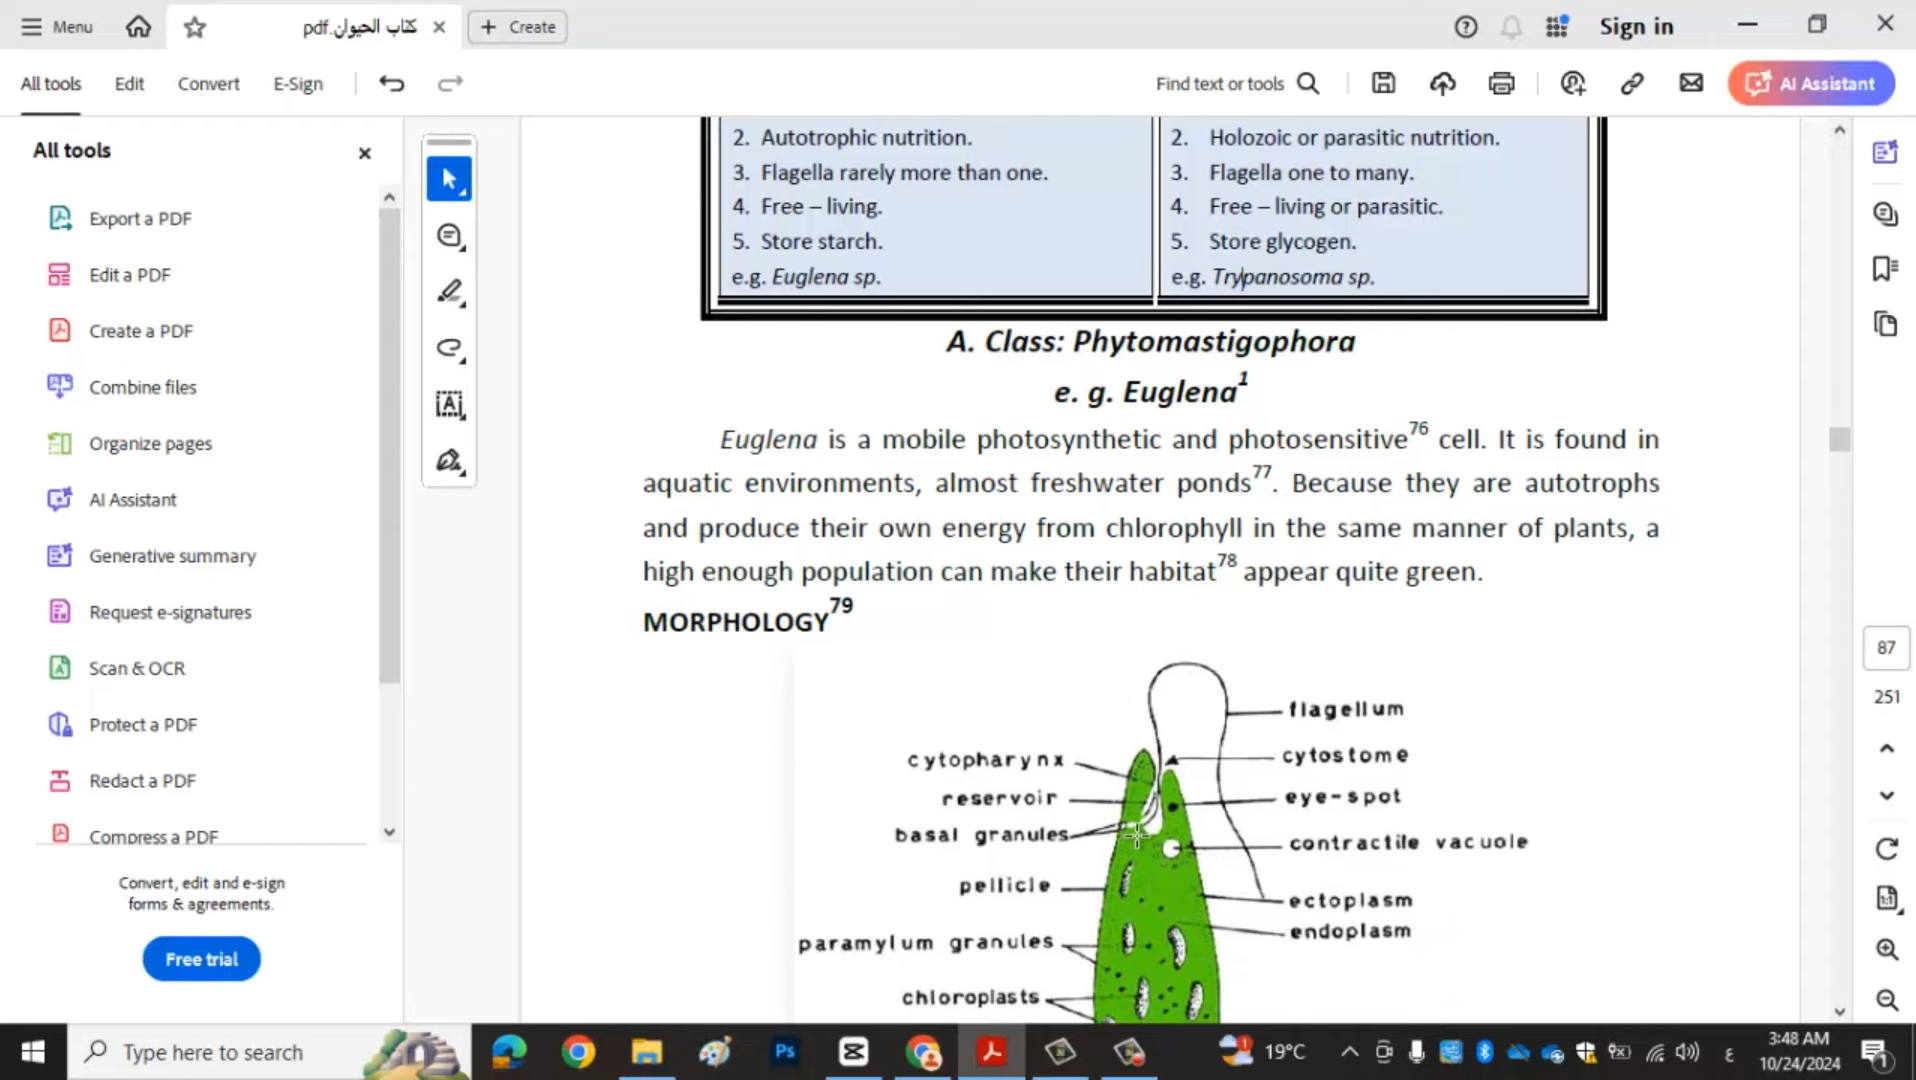 Menu
كتاب الحيوان.pdf
Create
Sign in
All tools
Edit
Convert
E-Sign
Find text or tools
AI Assistant
All tools
Export a PDF
Edit a PDF
Create a PDF
Combine files
Organize pages
AI Assistant
Generative summary
Request e-signatures
Scan & OCR
Protect a PDF
Redact a PDF
Compress a PDF
Convert, edit and e-sign
forms & agreements.
Free trial
2. Autotrophic nutrition.
3. Flagella rarely more than one.
4. Free – living.
5. Store starch.
e.g. Euglena sp.
2. Holozoic or parasitic nutrition.
3. Flagella one to many.
4. Free – living or parasitic.
5. Store glycogen.
e.g. Trypanosoma sp.
A. Class: Phytomastigophora
e. g. Euglena1
Euglena is a mobile photosynthetic and photosensitive76 cell. It is found in
aquatic environments, almost freshwater ponds77. Because they are autotrophs
and produce their own energy from chlorophyll in the same manner of plants, a
high enough population can make their habitat78 appear quite green.
MORPHOLOGY79
flagellum
cytopharynx
cytostome
reservoir
eye-spot
basal granules
contractile vacuole
pellicle
ectoplasm
endoplasm
paramylum granules
chloroplasts
87
251
Type here to search
Ps
19°C
ع
3:48 AM
10/24/2024
1